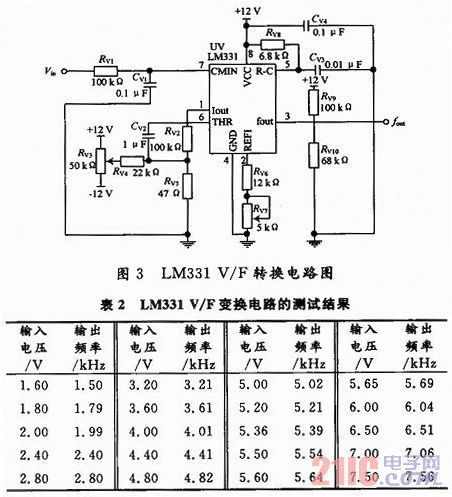 +12 V
C_V4
0.1 μF
UV
LM331
R_V8
6.8 kΩ
C_V3
0.01 μF
V_in
R_V1
100 kΩ
C_V1
0.1 μF
7
CMIN
VCC
8
R-C
5
+12 V
R_V9
100 kΩ
1
Iout
6
THR
fout
3
f_out
C_V2
1 μF
R_V2
100 kΩ
+12 V
R_V3
50 kΩ
-12 V
R_V4
22 kΩ
R_V5
47 Ω
GND
4
REFI
2
R_V6
12 kΩ
R_V7
5 kΩ
R_V10
68 kΩ
图 3 LM331 V/F 转换电路图
表 2 LM331 V/F 变换电路的测试结果
输入电压/V 输出频率/kHz 输入电压/V 输出频率/kHz 输入电压/V 输出频率/kHz 输入电压/V 输出频率/kHz
1.60 1.50 3.20 3.21 5.00 5.02 5.65 5.69
1.80 1.79 3.60 3.61 5.20 5.21 6.00 6.04
2.00 1.99 4.00 4.01 5.36 5.39 6.50 6.51
2.40 2.40 4.40 4.41 5.50 5.54 7.00 7.06
2.80 2.80 4.80 4.82 5.60 5.64 7.50 7.56
21IC电子网